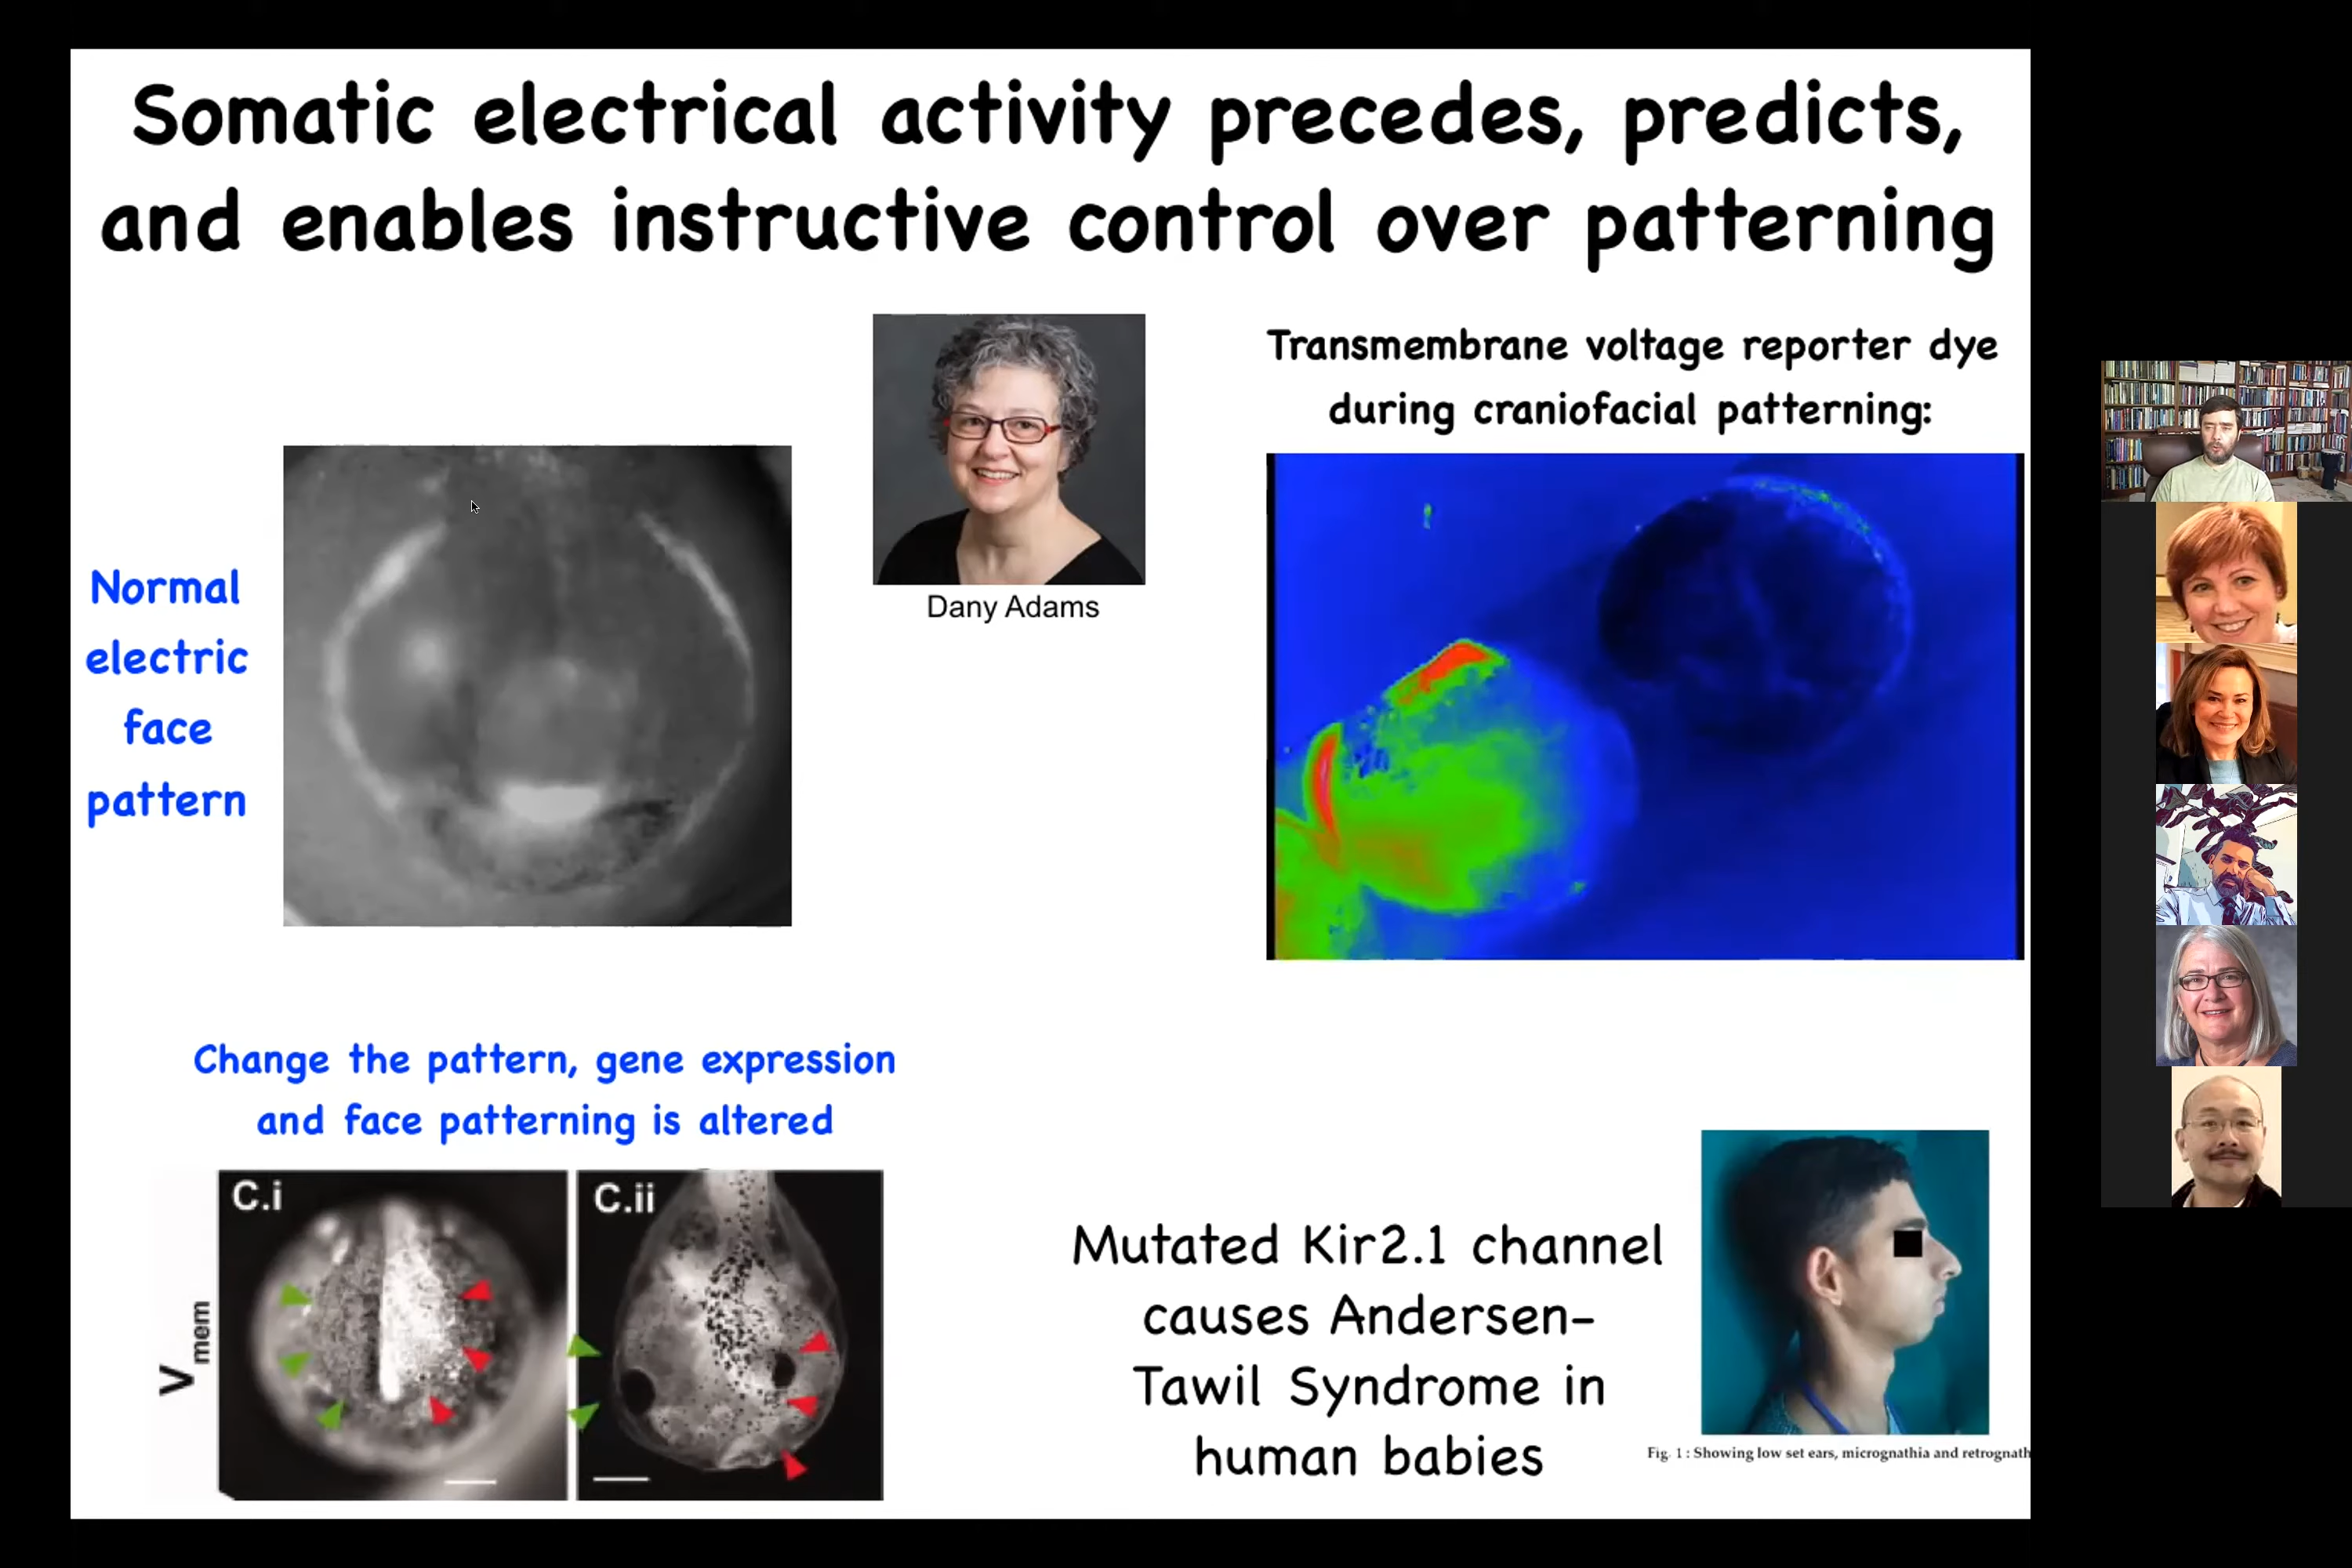 Somatic electrical activity precedes, predicts,
and enables instructive control over patterning
Dany Adams
Transmembrane voltage reporter dye
during craniofacial patterning:
Normal
electric
face
pattern
Change the pattern, gene expression
and face patterning is altered
C.i
C.ii
Vmem
Mutated Kir2.1 channel
causes Andersen-
Tawil Syndrome in
human babies
Fig. 1 : Showing low set ears, micrognathia and retrognath